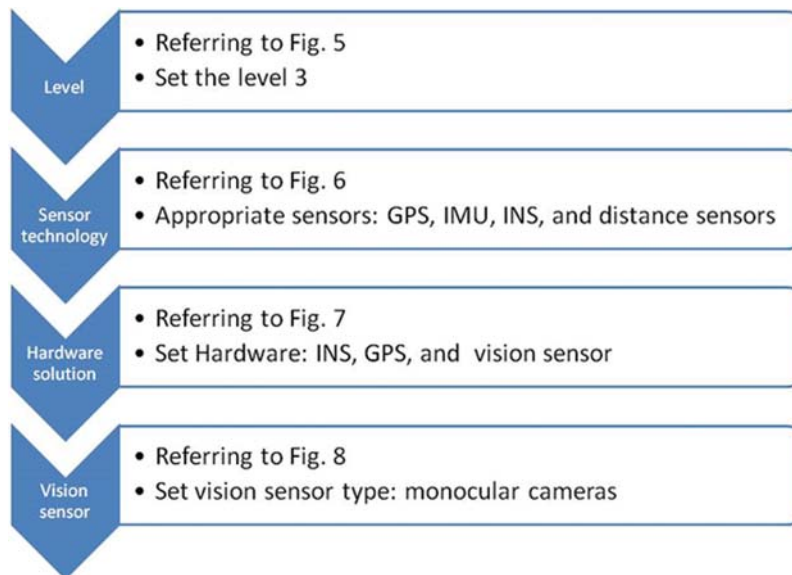 Level
• Referring to Fig. 5
• Set the level 3
Sensor
technology
• Referring to Fig. 6
• Appropriate sensors: GPS, IMU, INS, and distance sensors
Hardware
solution
• Referring to Fig. 7
• Set Hardware: INS, GPS, and vision sensor
Vision
sensor
• Referring to Fig. 8
• Set vision sensor type: monocular cameras